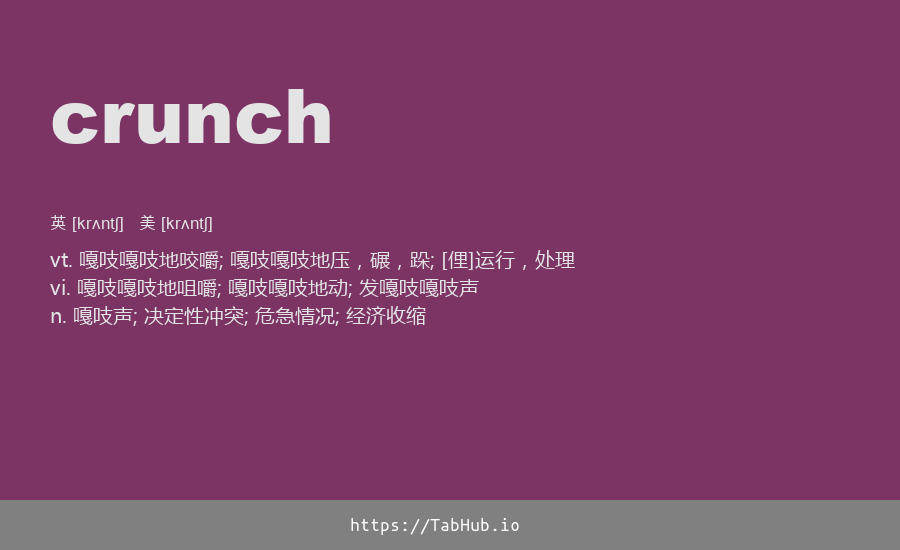 crunch
英 [krʌntʃ] 美 [krʌntʃ]
vt. 嘎吱嘎吱地咬嚼; 嘎吱嘎吱地压，碾，跺; [俚]运行，处理
vi. 嘎吱嘎吱地咀嚼; 嘎吱嘎吱地动; 发嘎吱嘎吱声
n. 嘎吱声; 决定性冲突; 危急情况; 经济收缩
https://TabHub.io